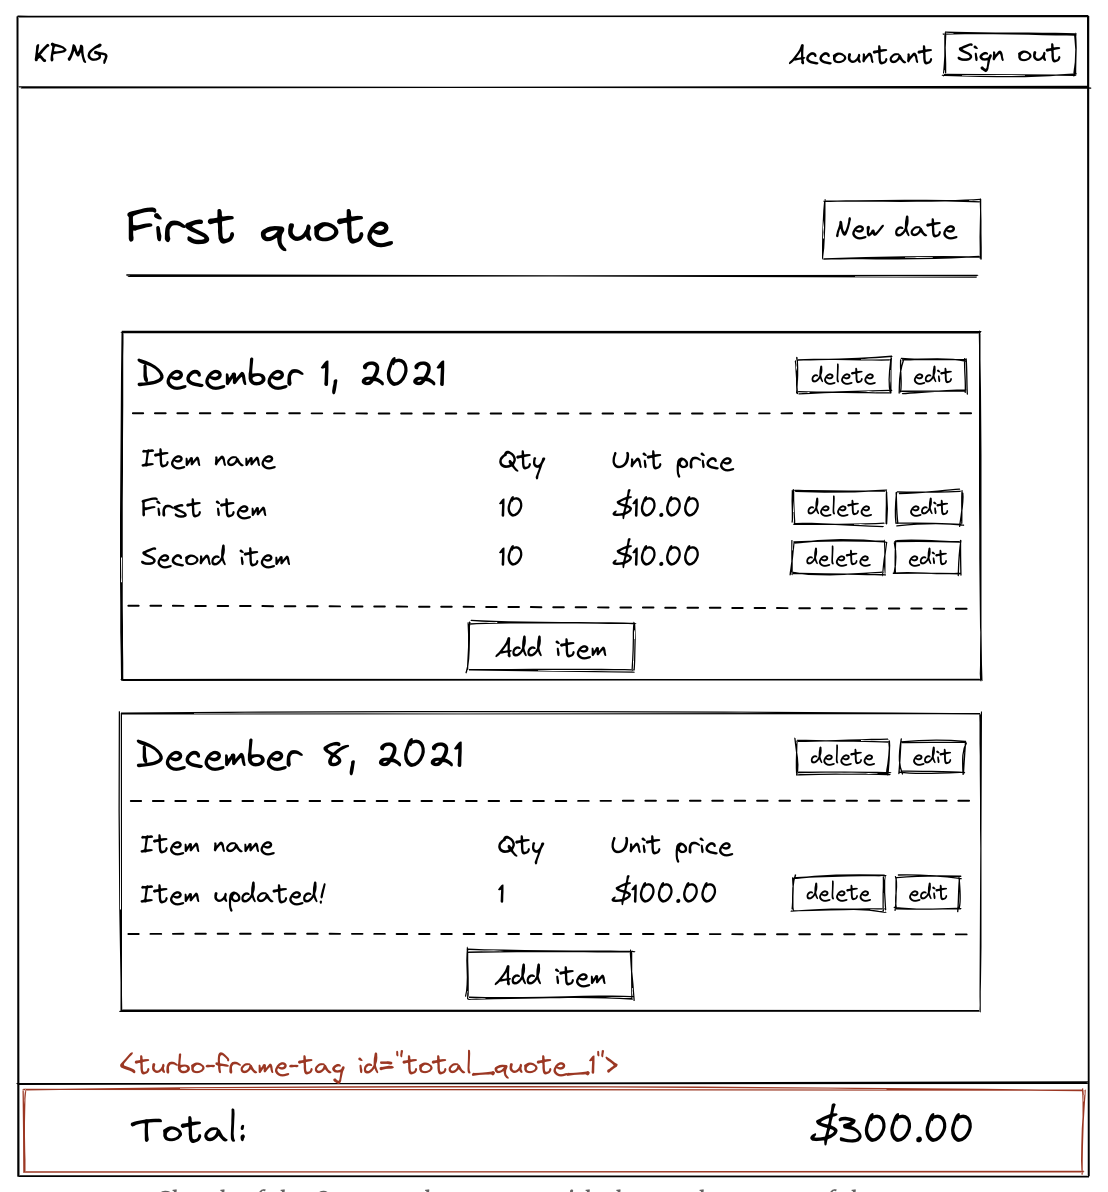 KPMG Accountant Sign out
First quote New date
December 1, 2021 delete edit
Item name Qty Unit price
First item 10 $10.00 delete edit
Second item 10 $10.00 delete edit
Add item
December 8, 2021 delete edit
Item name Qty Unit price
Item updated! 1 $100.00 delete edit
Add item
<turbo-frame-tag id="total_quote_1">
Total: $300.00